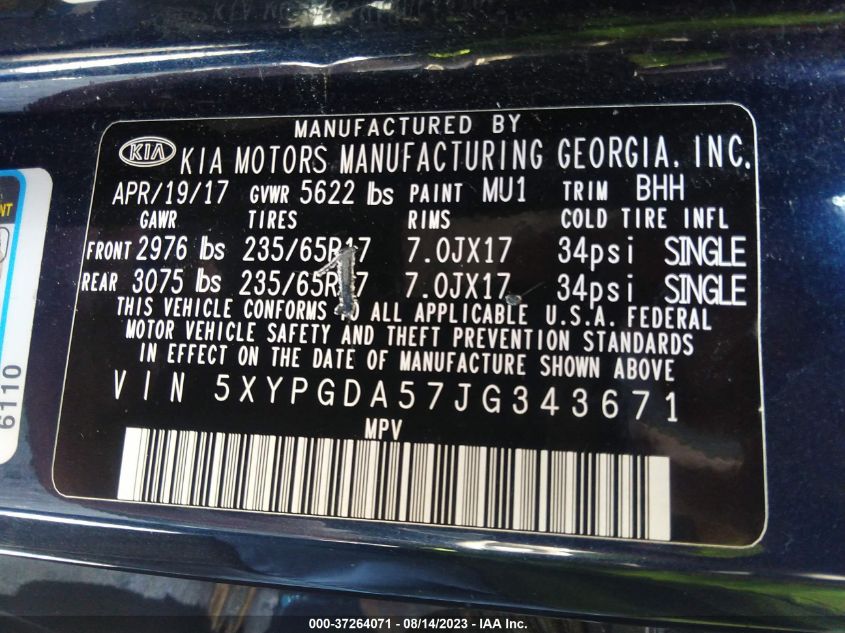 MANUFACTURED BY
KIA KIA MOTORS MANUFACTURING GEORGIA. INC.
APR/19/17 GVWR 5622 lbs PAINT MU1 TRIM BHH
GAWR TIRES RIMS COLD TIRE INFL
FRONT 2976 lbs 235/65R17 7.0JX17 34psi SINGLE
REAR 3075 lbs 235/65R17 7.0JX17 34psi SINGLE
THIS VEHICLE CONFORMS TO ALL APPLICABLE U.S.A. FEDERAL
MOTOR VEHICLE SAFETY AND THEFT PREVENTION STANDARDS
IN EFFECT ON THE DATE OF MANUFACTURE SHOWN ABOVE
VIN 5XYPGDA57JG343671
MPV
6110
000-37264071 - 08/14/2023 - IAA Inc.